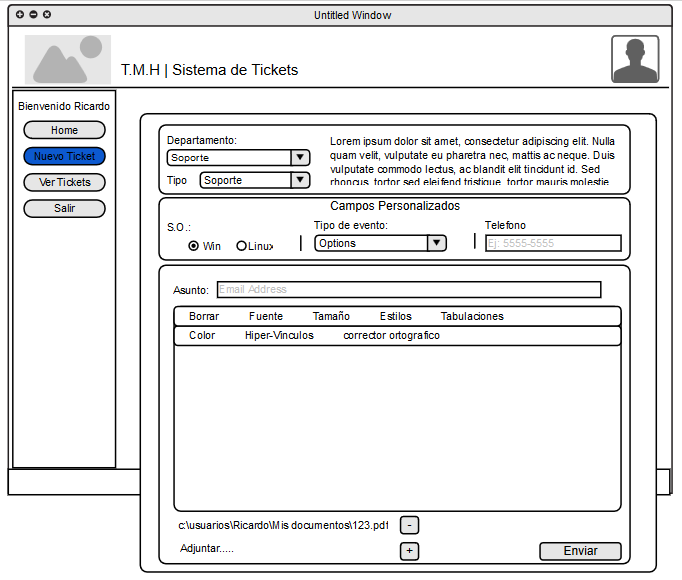 Untitled Window
T.M.H | Sistema de Tickets
Bienvenido Ricardo
Home
Nuevo Ticket
Ver Tickets
Salir
Departamento:
Soporte
Tipo Soporte
Lorem ipsum dolor sit amet, consectetur adipiscing elit. Nulla
quam velit, vulputate eu pharetra nec, mattis ac neque. Duis
vulputate commodo lectus, ac blandit elit tincidunt id. Sed
rhoncus, tortor sed eleifend tristique, tortor mauris molestie
Campos Personalizados
S.O.:
Win Linux
Tipo de evento:
Options
Telefono
Ej: 5555-5555
Asunto: Email Address
Borrar Fuente Tamaño Estilos Tabulaciones
Color Hiper-Vinculos corrector ortografico
c:\usuarios\Ricardo\Mis documentos\123.pdf -
Adjuntar..... + Enviar